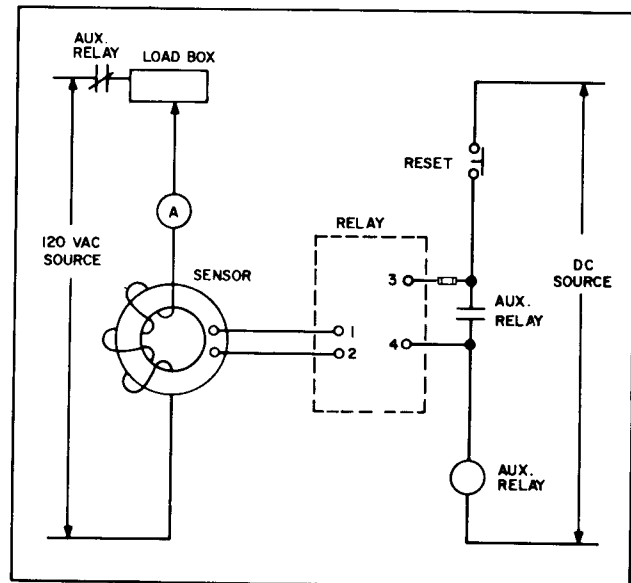 AUX.
RELAY
LOAD BOX
RESET
A
RELAY
120 VAC
SOURCE
SENSOR
3
DC
SOURCE
AUX.
RELAY
1
2
4
AUX.
RELAY